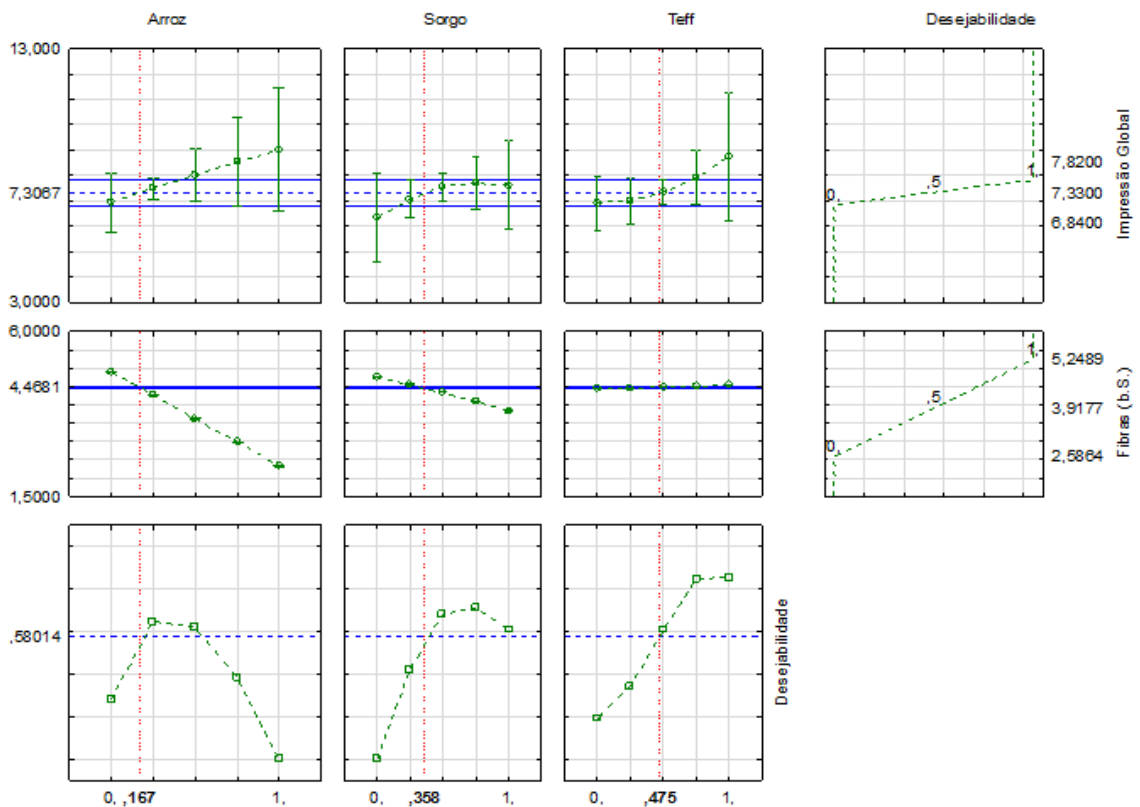 Arroz Sorgo Teff Desejabilidade
13,000
7,3067
3,0000
0, ,5 1,
7,8200
7,3300
6,8400
Impressão Global
6,0000
4,4681
1,5000
0, ,5 1,
5,2489
3,9177
2,5864
Fibras (b.S.)
,58014
Desejabilidade
0, ,167 1, 0, ,358 1, 0, ,475 1,